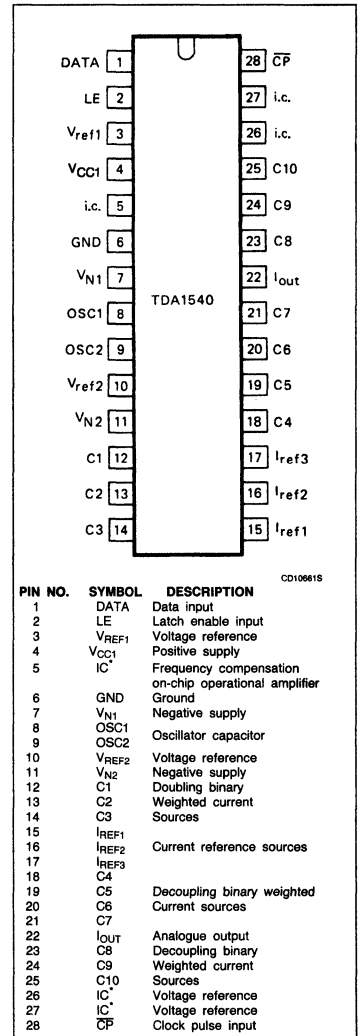 DATA 1 28 C̅P̅
LE 2 27 i.c.
Vref1 3 26 i.c.
VCC1 4 25 C10
i.c. 5 24 C9
GND 6 23 C8
VN1 7 22 Iout
TDA1540
OSC1 8 21 C7
OSC2 9 20 C6
Vref2 10 19 C5
VN2 11 18 C4
C1 12 17 Iref3
C2 13 16 Iref2
C3 14 15 Iref1
CD10661S
PIN NO. SYMBOL DESCRIPTION
1 DATA Data input
2 LE Latch enable input
3 VREF1 Voltage reference
4 VCC1 Positive supply
5 IC* Frequency compensation
on-chip operational amplifier
6 GND Ground
7 VN1 Negative supply
8 OSC1
Oscillator capacitor
9 OSC2
10 VREF2 Voltage reference
11 VN2 Negative supply
12 C1 Doubling binary
13 C2 Weighted current
14 C3 Sources
15 IREF1
16 IREF2 Current reference sources
17 IREF3
18 C4
19 C5 Decoupling binary weighted
20 C6 Current sources
21 C7
22 IOUT Analogue output
23 C8 Decoupling binary
24 C9 Weighted current
25 C10 Sources
26 IC* Voltage reference
27 IC* Voltage reference
28 C̅P̅ Clock pulse input